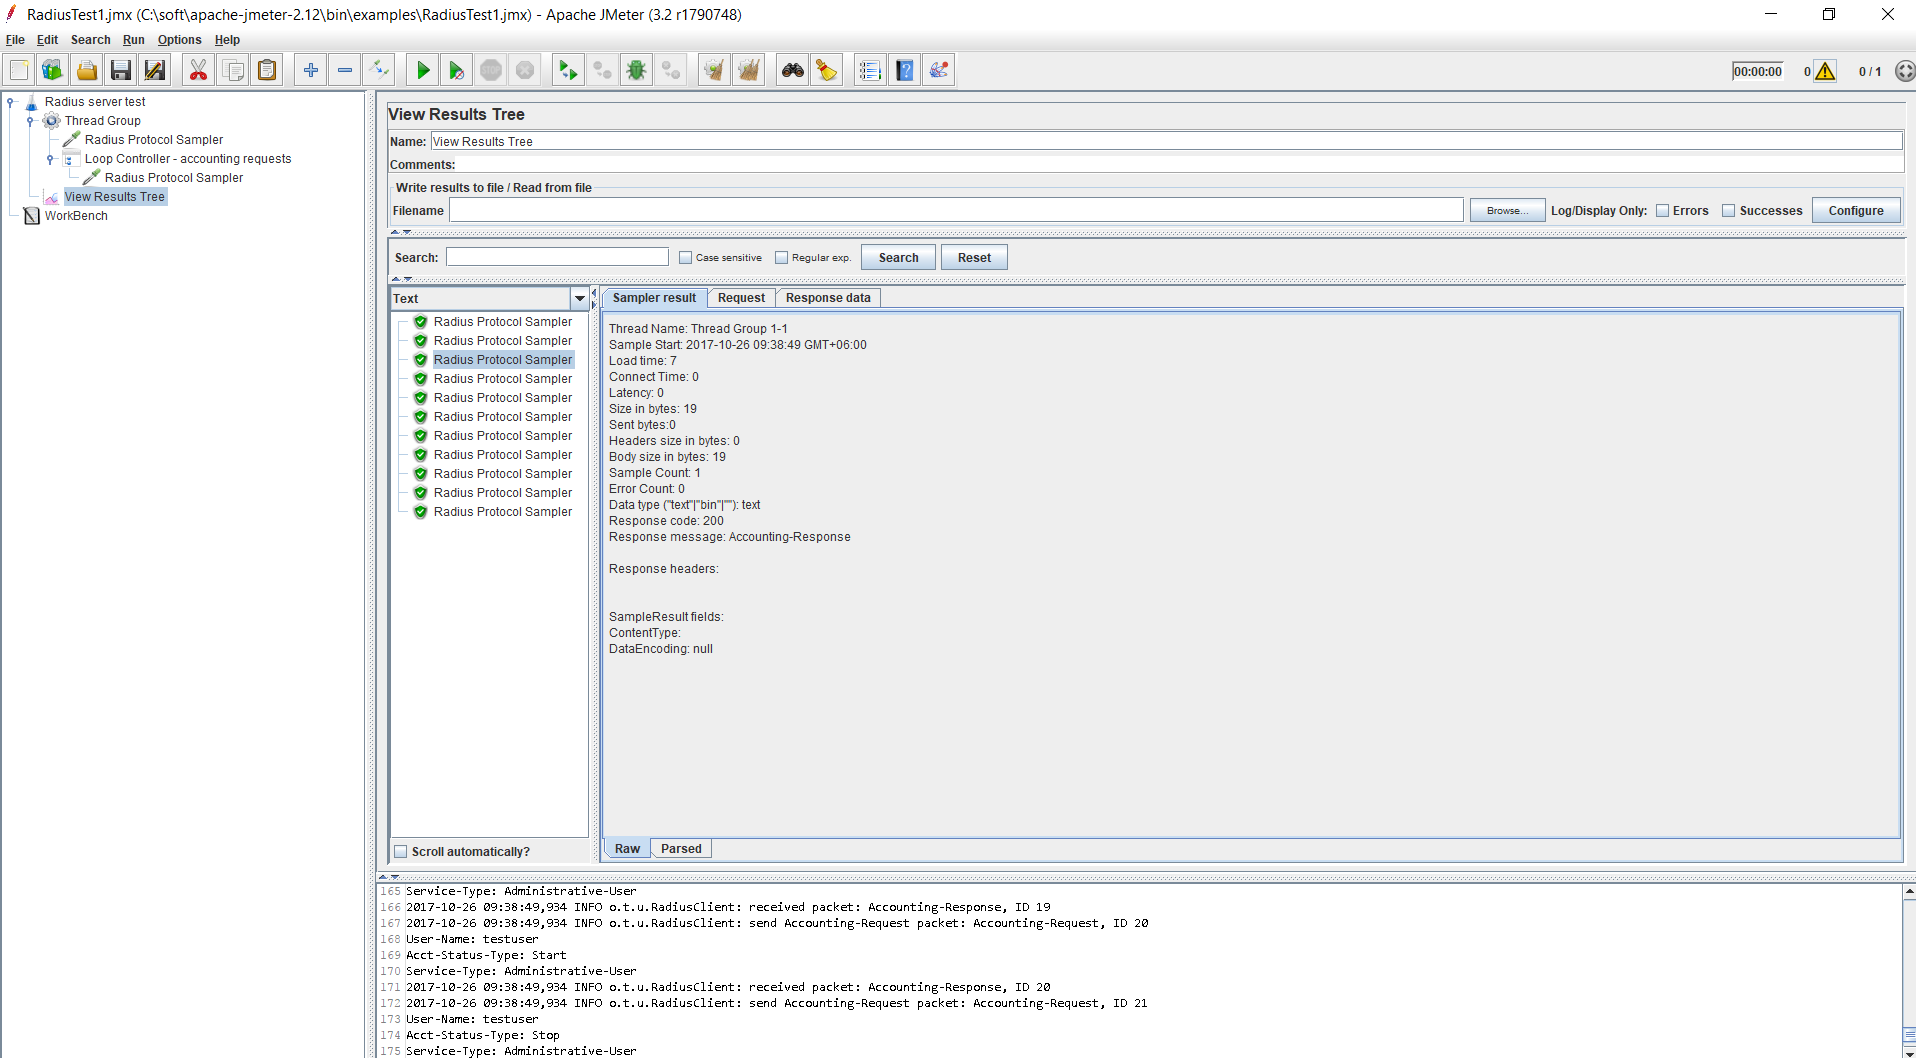 RadiusTest1.jmx (C:\soft\apache-jmeter-2.12\bin\examples\RadiusTest1.jmx) - Apache JMeter (3.2 r1790748)
File Edit Search Run Options Help
STOP
?
00:00:00 0 0 / 1
Radius server test
Thread Group
Radius Protocol Sampler
Loop Controller - accounting requests
Radius Protocol Sampler
View Results Tree
WorkBench
View Results Tree
Name: View Results Tree
Comments:
Write results to file / Read from file
Filename Browse... Log/Display Only: Errors Successes Configure
Search: Case sensitive Regular exp. Search Reset
Text
Radius Protocol Sampler
Radius Protocol Sampler
Radius Protocol Sampler
Radius Protocol Sampler
Radius Protocol Sampler
Radius Protocol Sampler
Radius Protocol Sampler
Radius Protocol Sampler
Radius Protocol Sampler
Radius Protocol Sampler
Radius Protocol Sampler
Scroll automatically?
Sampler result Request Response data
Thread Name: Thread Group 1-1
Sample Start: 2017-10-26 09:38:49 GMT+06:00
Load time: 7
Connect Time: 0
Latency: 0
Size in bytes: 19
Sent bytes:0
Headers size in bytes: 0
Body size in bytes: 19
Sample Count: 1
Error Count: 0
Data type ("text"|"bin"|""): text
Response code: 200
Response message: Accounting-Response
Response headers:
SampleResult fields:
ContentType:
DataEncoding: null
Raw Parsed
165 Service-Type: Administrative-User
166 2017-10-26 09:38:49,934 INFO o.t.u.RadiusClient: received packet: Accounting-Response, ID 19
167 2017-10-26 09:38:49,934 INFO o.t.u.RadiusClient: send Accounting-Request packet: Accounting-Request, ID 20
168 User-Name: testuser
169 Acct-Status-Type: Start
170 Service-Type: Administrative-User
171 2017-10-26 09:38:49,934 INFO o.t.u.RadiusClient: received packet: Accounting-Response, ID 20
172 2017-10-26 09:38:49,934 INFO o.t.u.RadiusClient: send Accounting-Request packet: Accounting-Request, ID 21
173 User-Name: testuser
174 Acct-Status-Type: Stop
175 Service-Type: Administrative-User